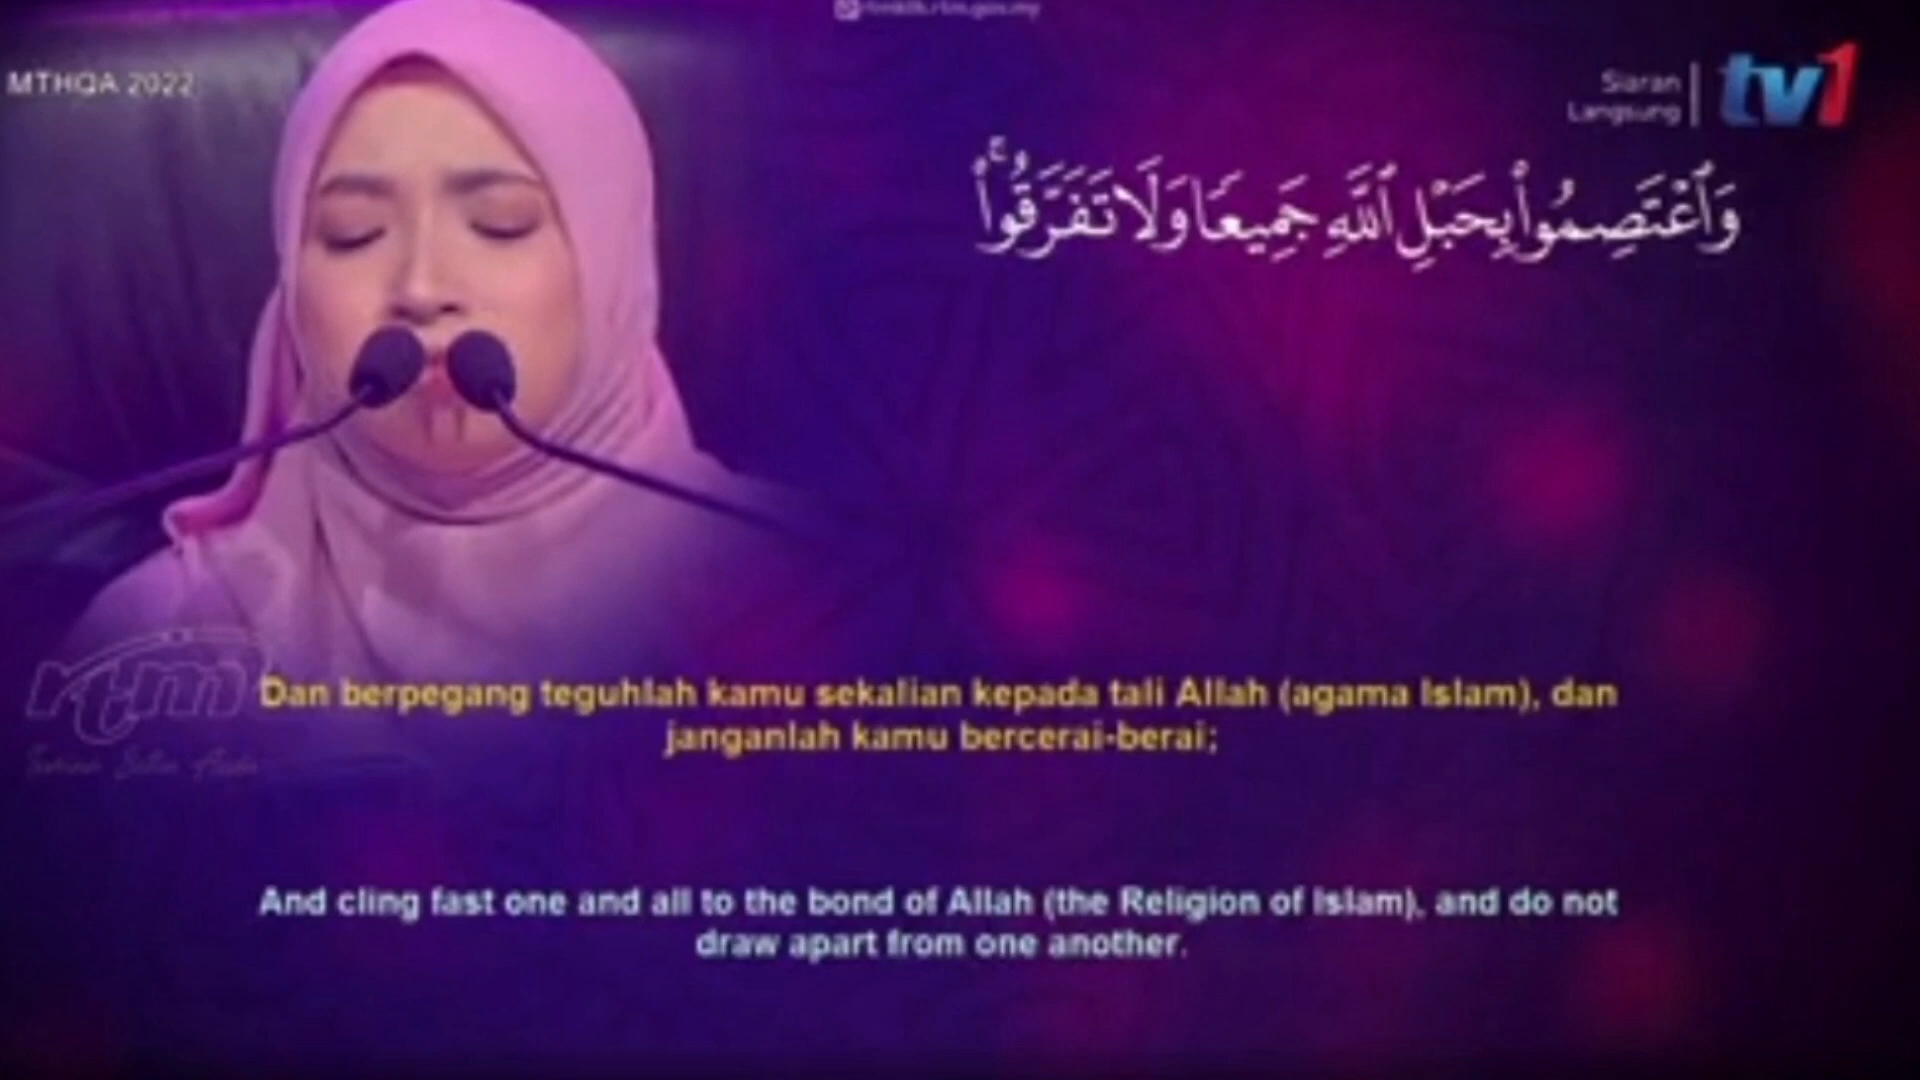 MTHQA 2022
Siaran
Langsung
tv1
وَٱعْتَصِمُوا۟ بِحَبْلِ ٱللَّهِ جَمِيعًا وَلَا تَفَرَّقُوا۟ ۚ
rtm
Dan berpegang teguhlah kamu sekalian kepada tali Allah (agama Islam), dan
janganlah kamu bercerai-berai;
And cling fast one and all to the bond of Allah (the Religion of Islam), and do not
draw apart from one another.